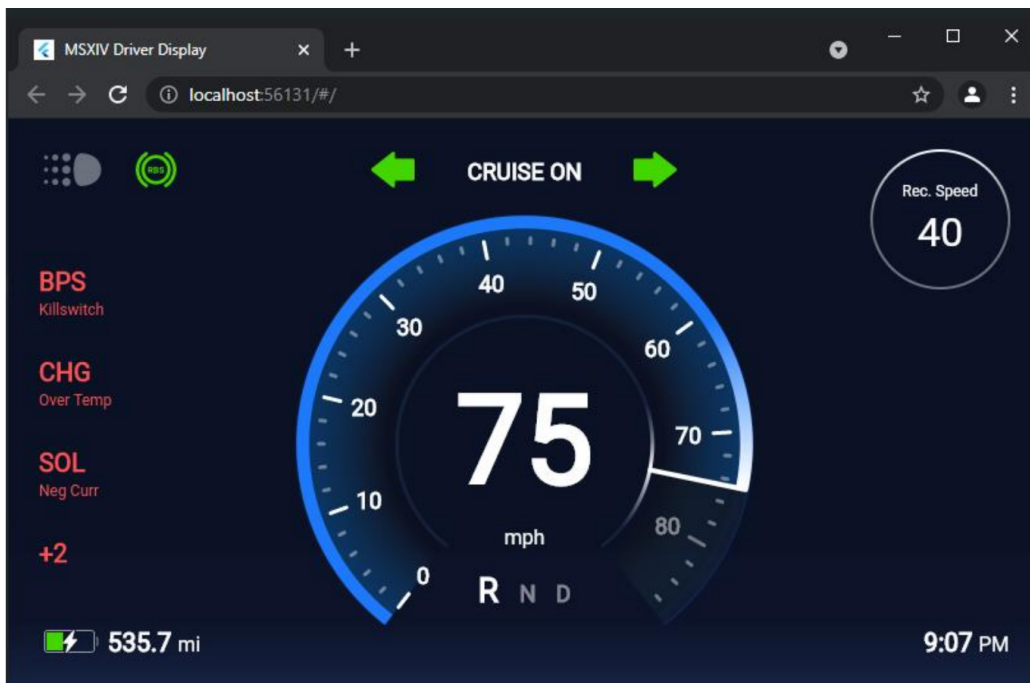 MSXIV Driver Display
localhost:56131/#/
RBS
CRUISE ON
Rec. Speed
40
BPS
Killswitch
CHG
Over Temp
SOL
Neg Curr
+2
0
10
20
30
40
50
60
70
80
75
mph
R N D
535.7 mi
9:07 PM